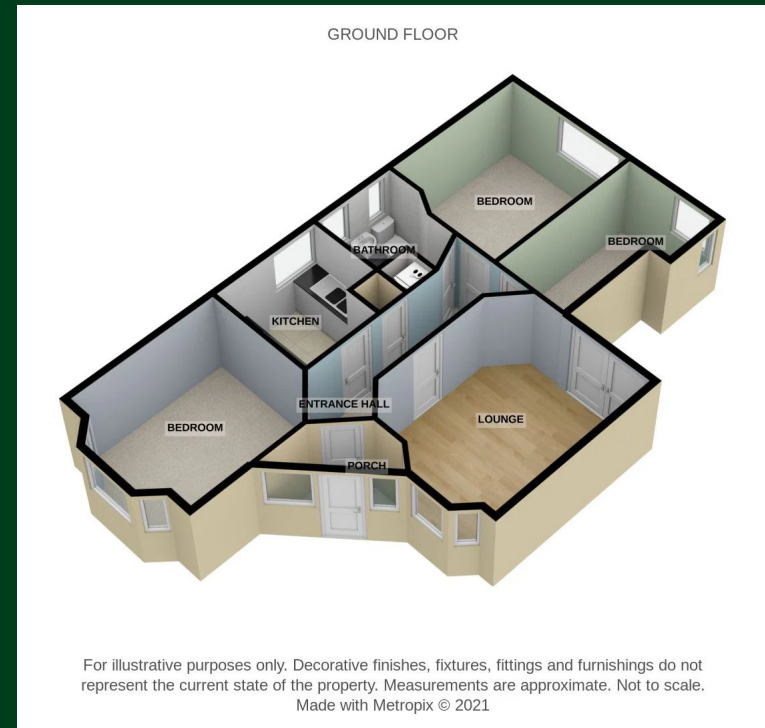 GROUND FLOOR
BEDROOM
BEDROOM
BATHROOM
KITCHEN
ENTRANCE HALL
LOUNGE
BEDROOM
PORCH
For illustrative purposes only. Decorative finishes, fixtures, fittings and furnishings do not
represent the current state of the property. Measurements are approximate. Not to scale.
Made with Metropix © 2021